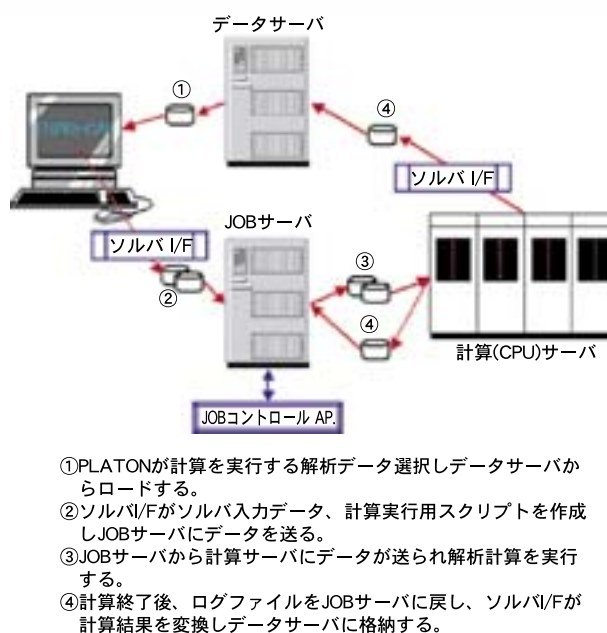 データサーバ
①
④
ソルバ I/F
JOBサーバ
ソルバ I/F
③
②
④
計算(CPU)サーバ
JOBコントロール AP.
①PLATONが計算を実行する解析データ選択しデータサーバか
らロードする。
②ソルバI/Fがソルバ入力データ、計算実行用スクリプトを作成
しJOBサーバにデータを送る。
③JOBサーバから計算サーバにデータが送られ解析計算を実行
する。
④計算終了後、ログファイルをJOBサーバに戻し、ソルバI/Fが
計算結果を変換しデータサーバに格納する。